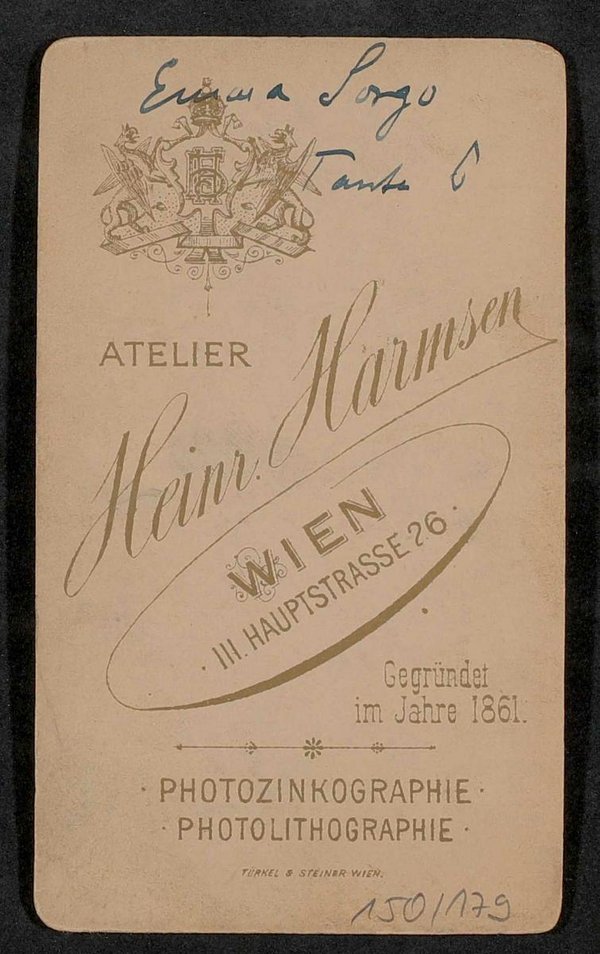 Emma Sorgo
Tante
ATELIER
Heinr. Harmsen
WIEN
· III. HAUPTSTRASSE 26 ·
Gegründet
im Jahre 1861.
· PHOTOZINKOGRAPHIE ·
· PHOTOLITHOGRAPHIE ·
TÜRKEL & STEINER WIEN.
150/179